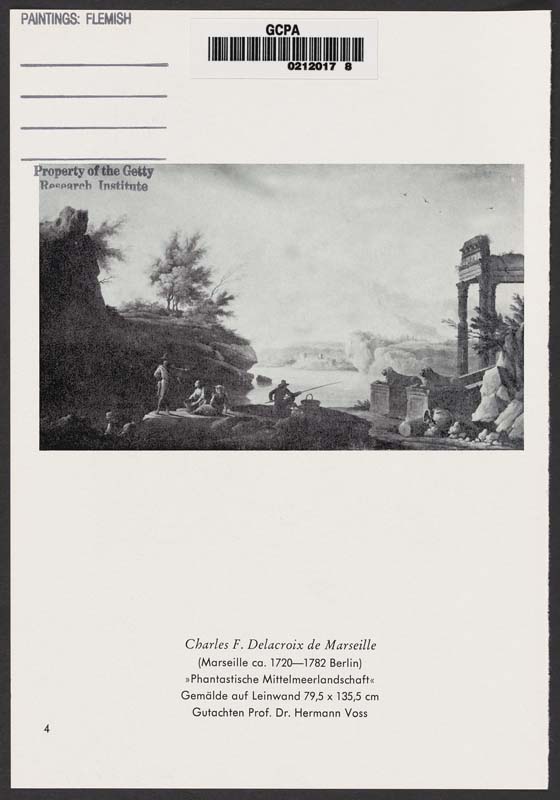 PAINTINGS: FLEMISH
GCPA
0212017 8
Property of the Getty
Research Institute
Charles F. Delacroix de Marseille
(Marseille ca. 1720—1782 Berlin)
»Phantastische Mittelmeerlandschaft«
Gemälde auf Leinwand 79,5 x 135,5 cm
Gutachten Prof. Dr. Hermann Voss
4